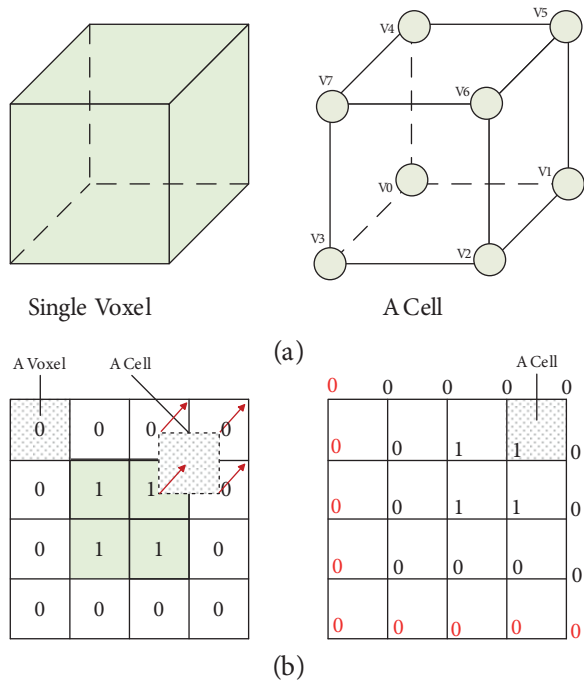 V4
V5
V7
V6
V0
V1
V3
V2
Single Voxel
A Cell
(a)
A Voxel
A Cell
0 0 0 0
0 1 1 0
0 1 1 0
0 0 0 0
A Cell
0 0 0 0 0
0 0 1 1 0
0 0 1 1 0
0 0 0 0 0
0 0 0 0 0
(b)